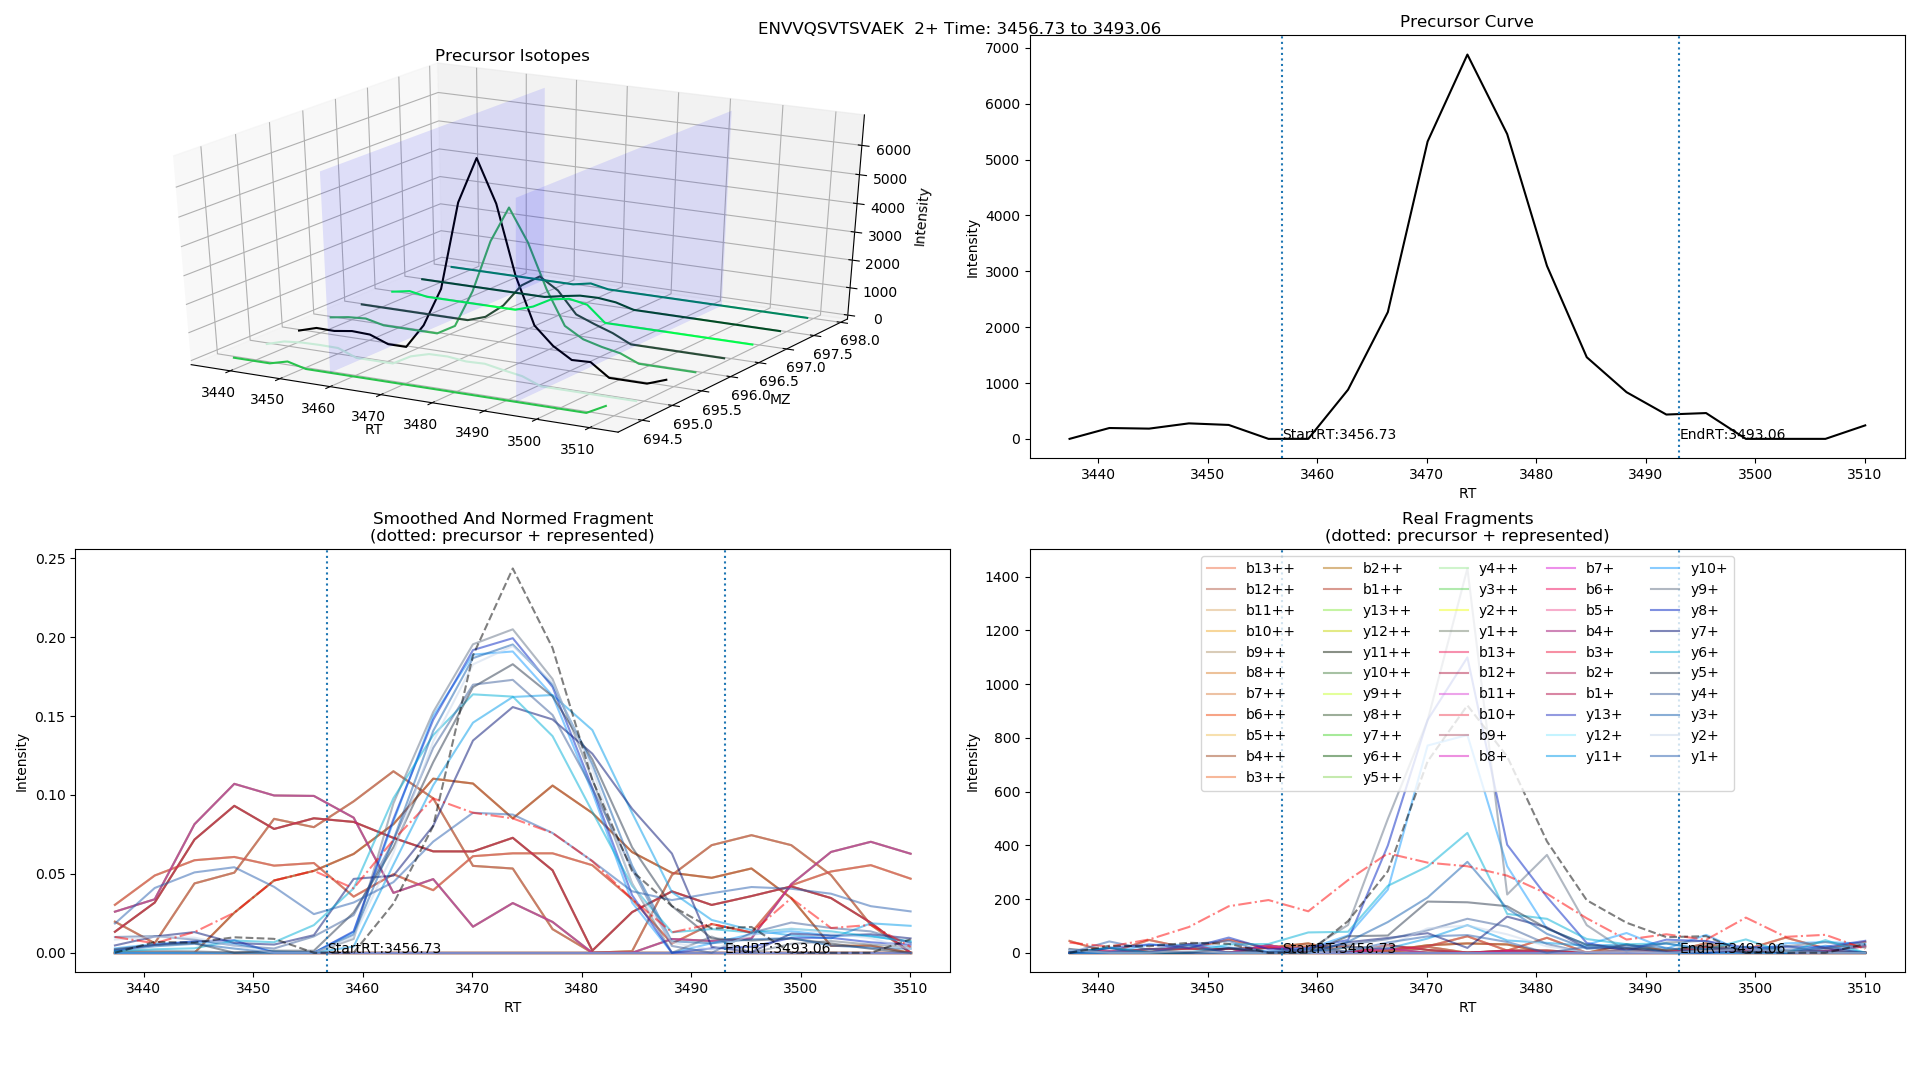 ENVVQSVTSVAEK 2+ Time: 3456.73 to 3493.06
Precursor Isotopes
6000
5000
4000
3000
2000
1000
0
Intensity
3440
3450
3460
3470
3480
3490
3500
3510
RT
694.5
695.0
695.5
696.0
696.5
697.0
697.5
698.0
MZ
Precursor Curve
7000
6000
5000
4000
3000
2000
1000
0
Intensity
StartRT:3456.73
EndRT:3493.06
3440 3450 3460 3470 3480 3490 3500 3510
RT
Smoothed And Normed Fragment
(dotted: precursor + represented)
0.25
0.20
0.15
0.10
0.05
0.00
Intensity
StartRT:3456.73
EndRT:3493.06
3440 3450 3460 3470 3480 3490 3500 3510
RT
Real Fragments
(dotted: precursor + represented)
1400
1200
1000
800
600
400
200
0
Intensity
b13++ b2++ y4++ b7+ y10+
b12++ b1++ y3++ b6+ y9+
b11++ y13++ y2++ b5+ y8+
b10++ y12++ y1++ b4+ y7+
b9++ y11++ b13+ b3+ y6+
b8++ y10++ b12+ b2+ y5+
b7++ y9++ b11+ b1+ y4+
b6++ y8++ b10+ y13+ y3+
b5++ y7++ b9+ y12+ y2+
b4++ y6++ b8+ y11+ y1+
b3++ y5++
StartRT:3456.73
EndRT:3493.06
3440 3450 3460 3470 3480 3490 3500 3510
RT